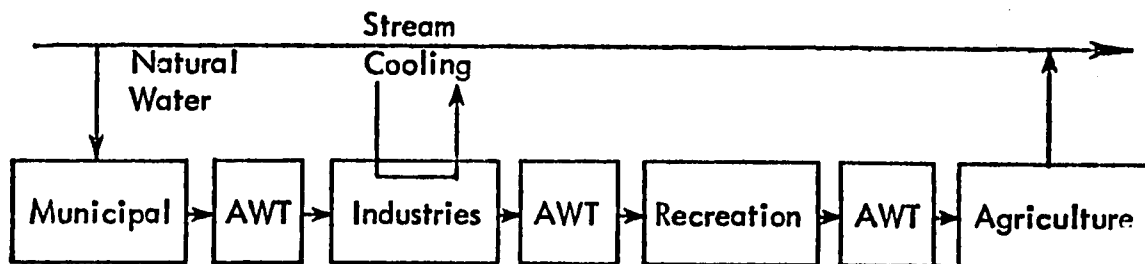 Stream
Cooling
Natural
Water
Municipal
AWT
Industries
AWT
Recreation
AWT
Agriculture